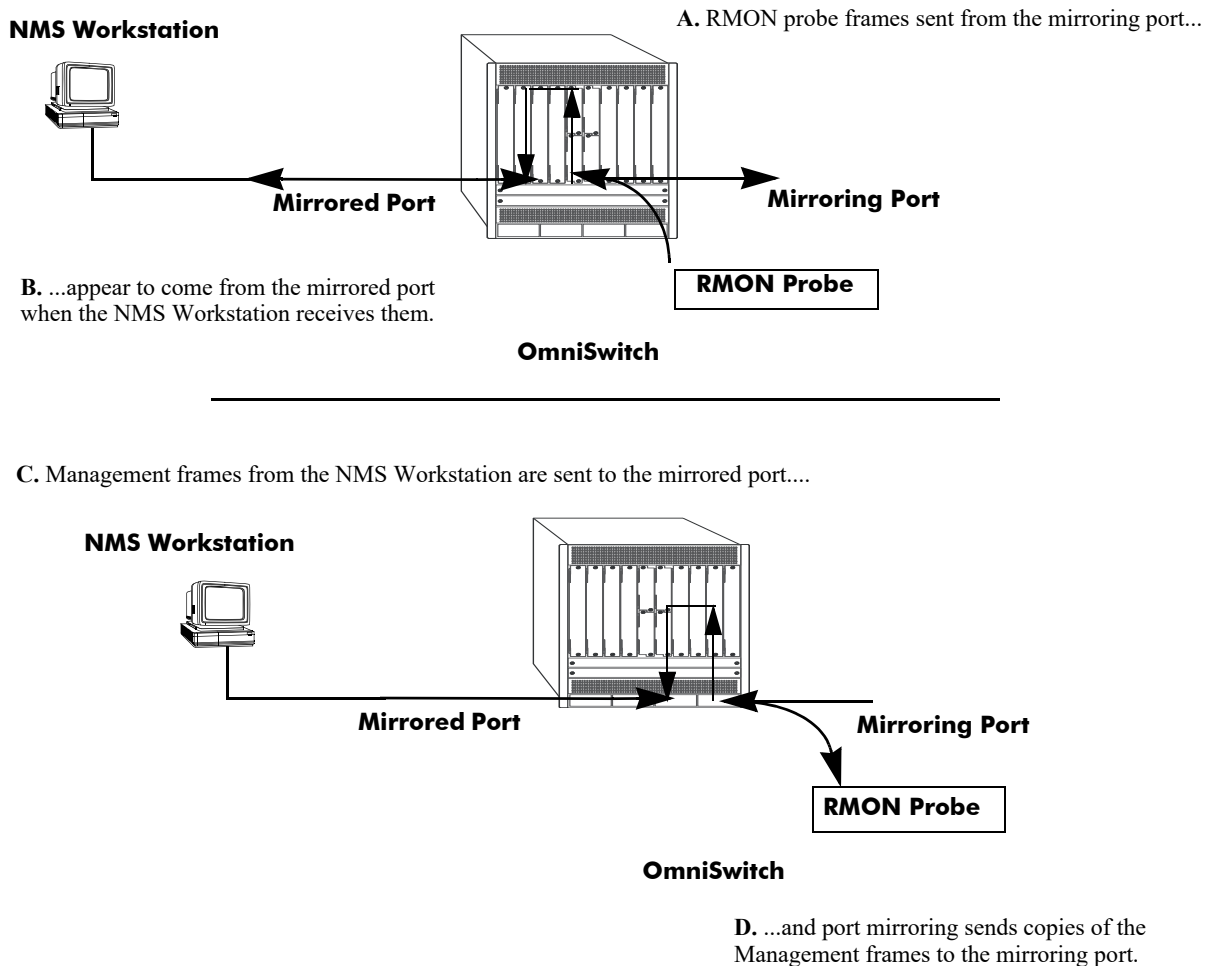 A. RMON probe frames sent from the mirroring port...
NMS Workstation
Mirrored Port
Mirroring Port
RMON Probe
B. ...appear to come from the mirrored port
when the NMS Workstation receives them.
OmniSwitch
C. Management frames from the NMS Workstation are sent to the mirrored port....
NMS Workstation
Mirrored Port
Mirroring Port
RMON Probe
OmniSwitch
D. ...and port mirroring sends copies of the
Management frames to the mirroring port.